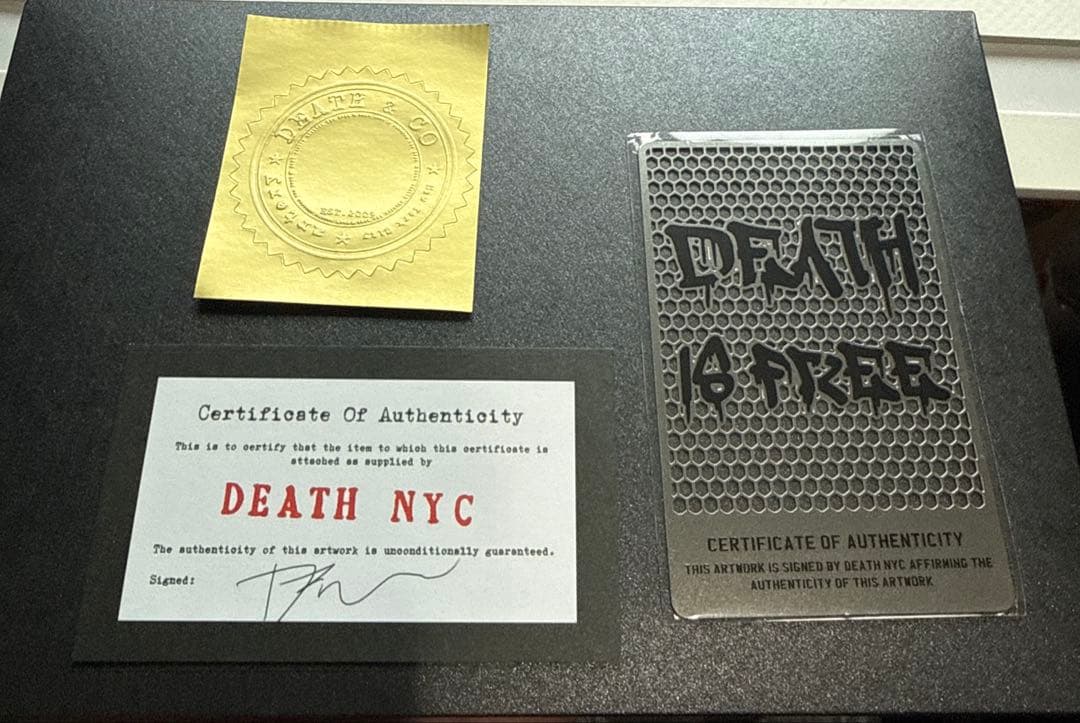 DEATH & CO
EST.2009
Certificate Of Authenticity
This is to certify that the item to which this certificate is
attached as supplied by
DEATH NYC
The authenticity of this artwork is unconditionally guaranteed.
Signed:
DEATH
IS FREE
CERTIFICATE OF AUTHENTICITY
THIS ARTWORK IS SIGNED BY DEATH NYC AFFIRMING THE
AUTHENTICITY OF THIS ARTWORK